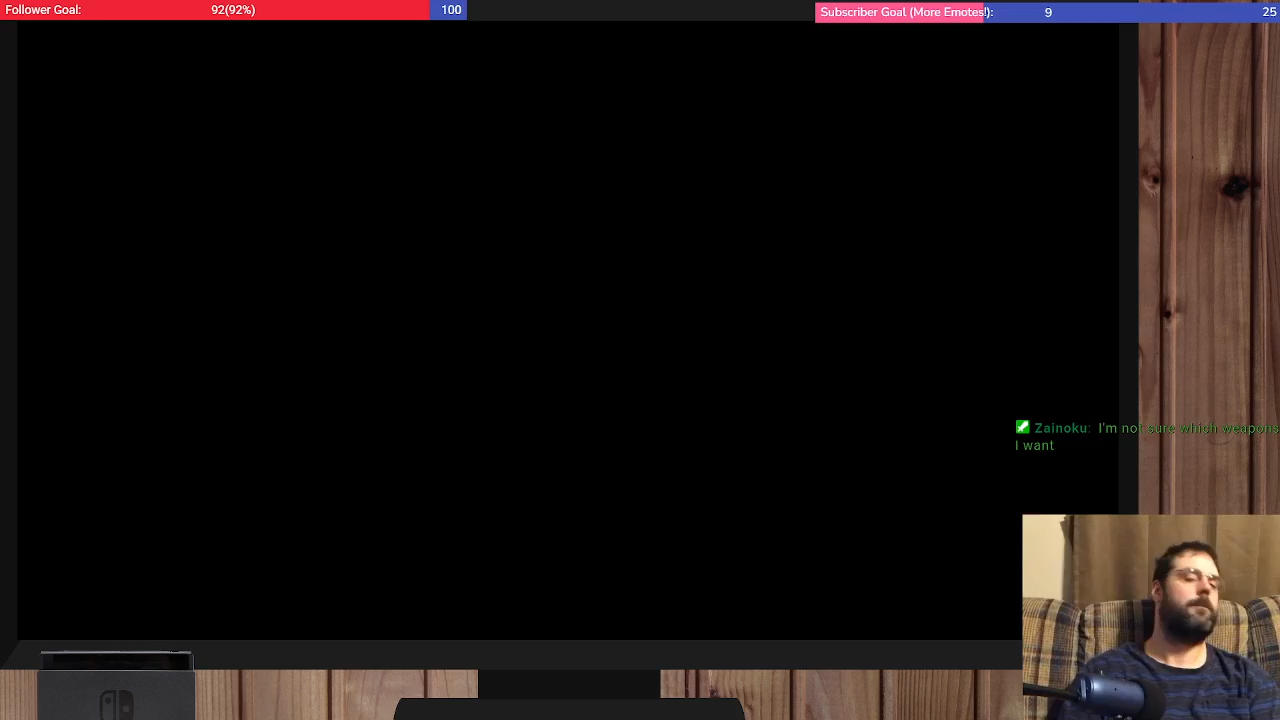 Follower Goal: 92(92%) 100
Subscriber Goal (More Emotes!): 9 25
Zainoku: I'm not sure which weapons
I want